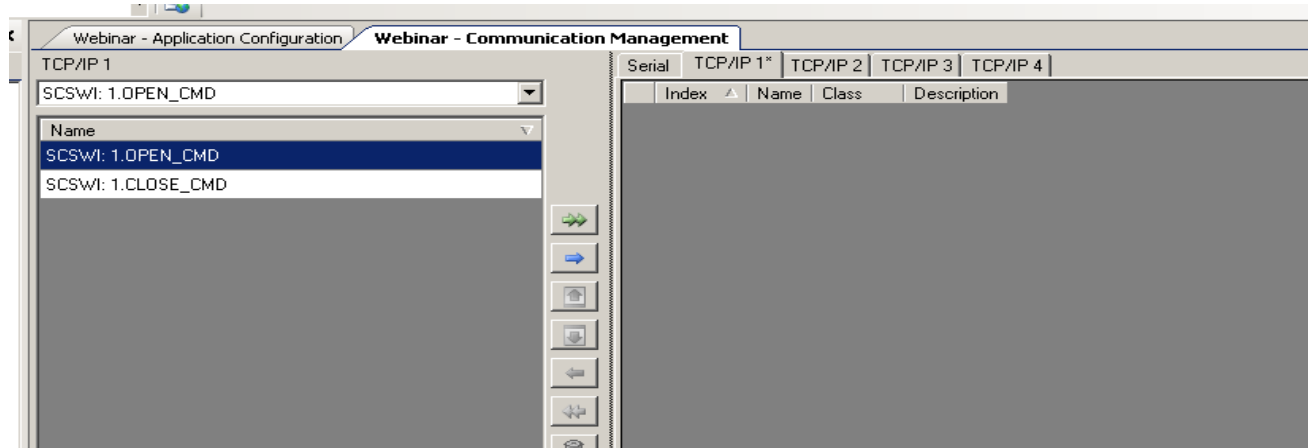 Webinar - Application Configuration Webinar - Communication Management
TCP/IP 1
SCSWI: 1.OPEN_CMD
Name
SCSWI: 1.OPEN_CMD
SCSWI: 1.CLOSE_CMD
Serial TCP/IP 1* TCP/IP 2 TCP/IP 3 TCP/IP 4
Index Name Class Description